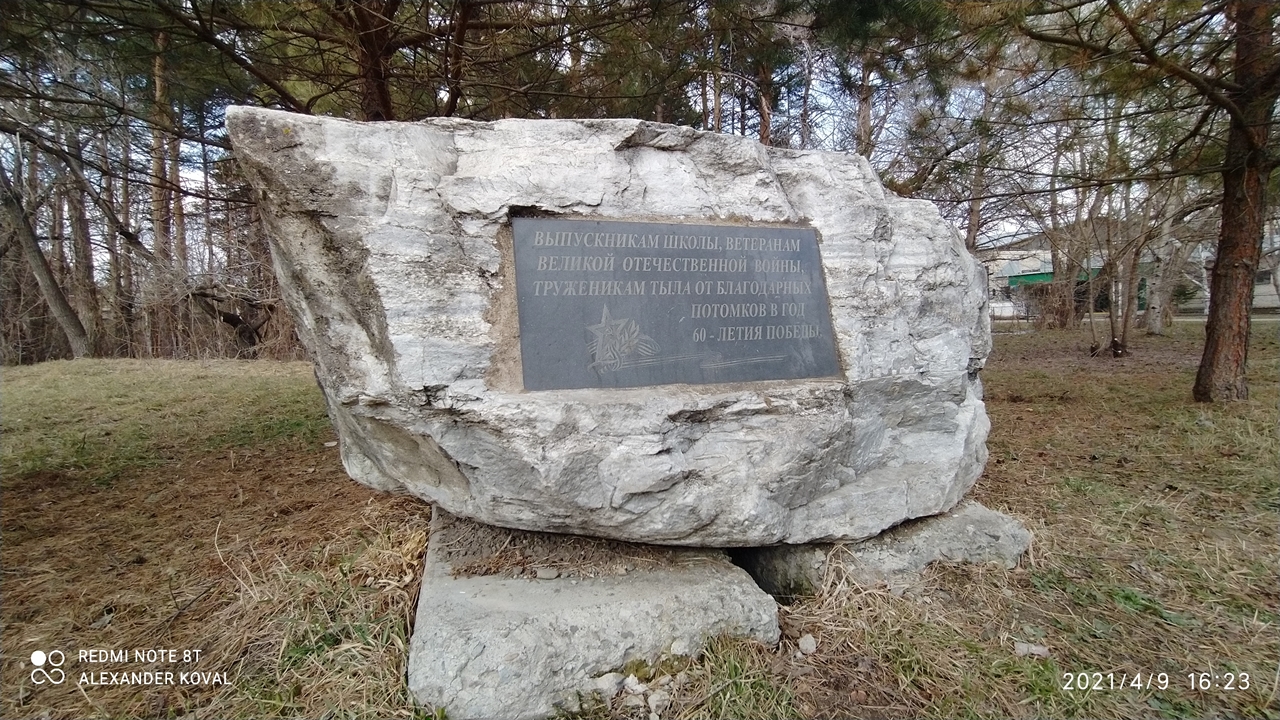 ВЫПУСКНИКАМ ШКОЛЫ, ВЕТЕРАНАМ
ВЕЛИКОЙ ОТЕЧЕСТВЕННОЙ ВОЙНЫ,
ТРУЖЕНИКАМ ТЫЛА ОТ БЛАГОДАРНЫХ
ПОТОМКОВ В ГОД
60 - ЛЕТИЯ ПОБЕДЫ
REDMI NOTE 8T
ALEXANDER KOVAL
2021/4/9 16:23